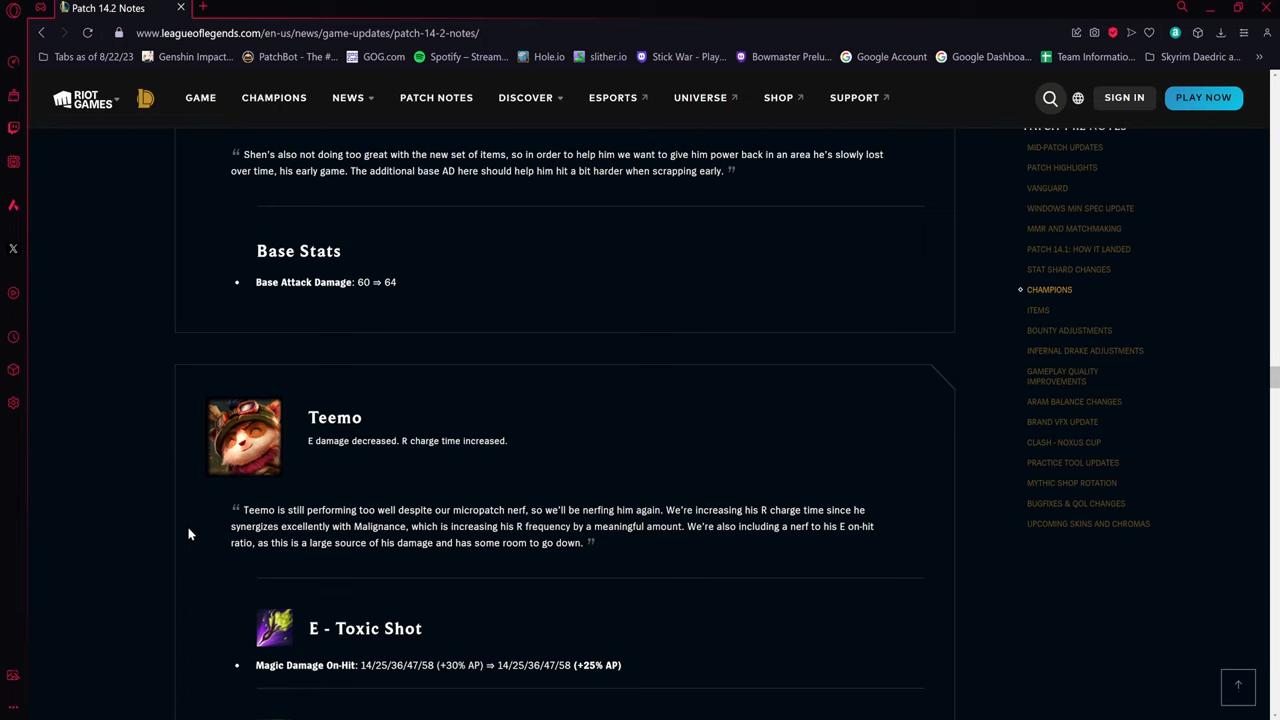 Patch 14.2 Notes
www.leagueoflegends.com/en-us/news/game-updates/patch-14-2-notes/
Tabs as of 8/22/23
Genshin Impact...
PatchBot - The #...
GOG.com
Spotify – Stream...
Hole.io
slither.io
Stick War - Play...
Bowmaster Prelu...
Google Account
Google Dashboa...
Team Informatio...
Skyrim Daedric a...
RIOT GAMES
GAME
CHAMPIONS
NEWS
PATCH NOTES
DISCOVER
ESPORTS
UNIVERSE
SHOP
SUPPORT
SIGN IN
PLAY NOW
“ Shen's also not doing too great with the new set of items, so in order to help him we want to give him power back in an area he's slowly lost
over time, his early game. The additional base AD here should help him hit a bit harder when scrapping early. ”
Base Stats
• Base Attack Damage: 60 ⇒ 64
Teemo
E damage decreased. R charge time increased.
“ Teemo is still performing too well despite our micropatch nerf, so we'll be nerfing him again. We're increasing his R charge time since he
synergizes excellently with Malignance, which is increasing his R frequency by a meaningful amount. We're also including a nerf to his E on-hit
ratio, as this is a large source of his damage and has some room to go down. ”
E - Toxic Shot
• Magic Damage On-Hit: 14/25/36/47/58 (+30% AP) ⇒ 14/25/36/47/58 (+25% AP)
PATCH 14.2 NOTES
MID-PATCH UPDATES
PATCH HIGHLIGHTS
VANGUARD
WINDOWS MIN SPEC UPDATE
MMR AND MATCHMAKING
PATCH 14.1: HOW IT LANDED
STAT SHARD CHANGES
CHAMPIONS
ITEMS
BOUNTY ADJUSTMENTS
INFERNAL DRAKE ADJUSTMENTS
GAMEPLAY QUALITY
IMPROVEMENTS
ARAM BALANCE CHANGES
BRAND VFX UPDATE
CLASH - NOXUS CUP
PRACTICE TOOL UPDATES
MYTHIC SHOP ROTATION
BUGFIXES & QOL CHANGES
UPCOMING SKINS AND CHROMAS